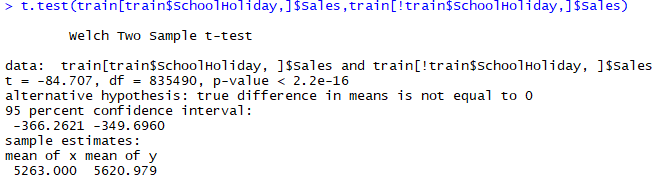 > t.test(train[train$SchoolHoliday,]$Sales,train[!train$SchoolHoliday,]$Sales)
Welch Two Sample t-test
data:  train[train$SchoolHoliday, ]$Sales and train[!train$SchoolHoliday, ]$Sales
t = -84.707, df = 835490, p-value < 2.2e-16
alternative hypothesis: true difference in means is not equal to 0
95 percent confidence interval:
 -366.2621 -349.6960
sample estimates:
mean of x mean of y
 5263.000  5620.979